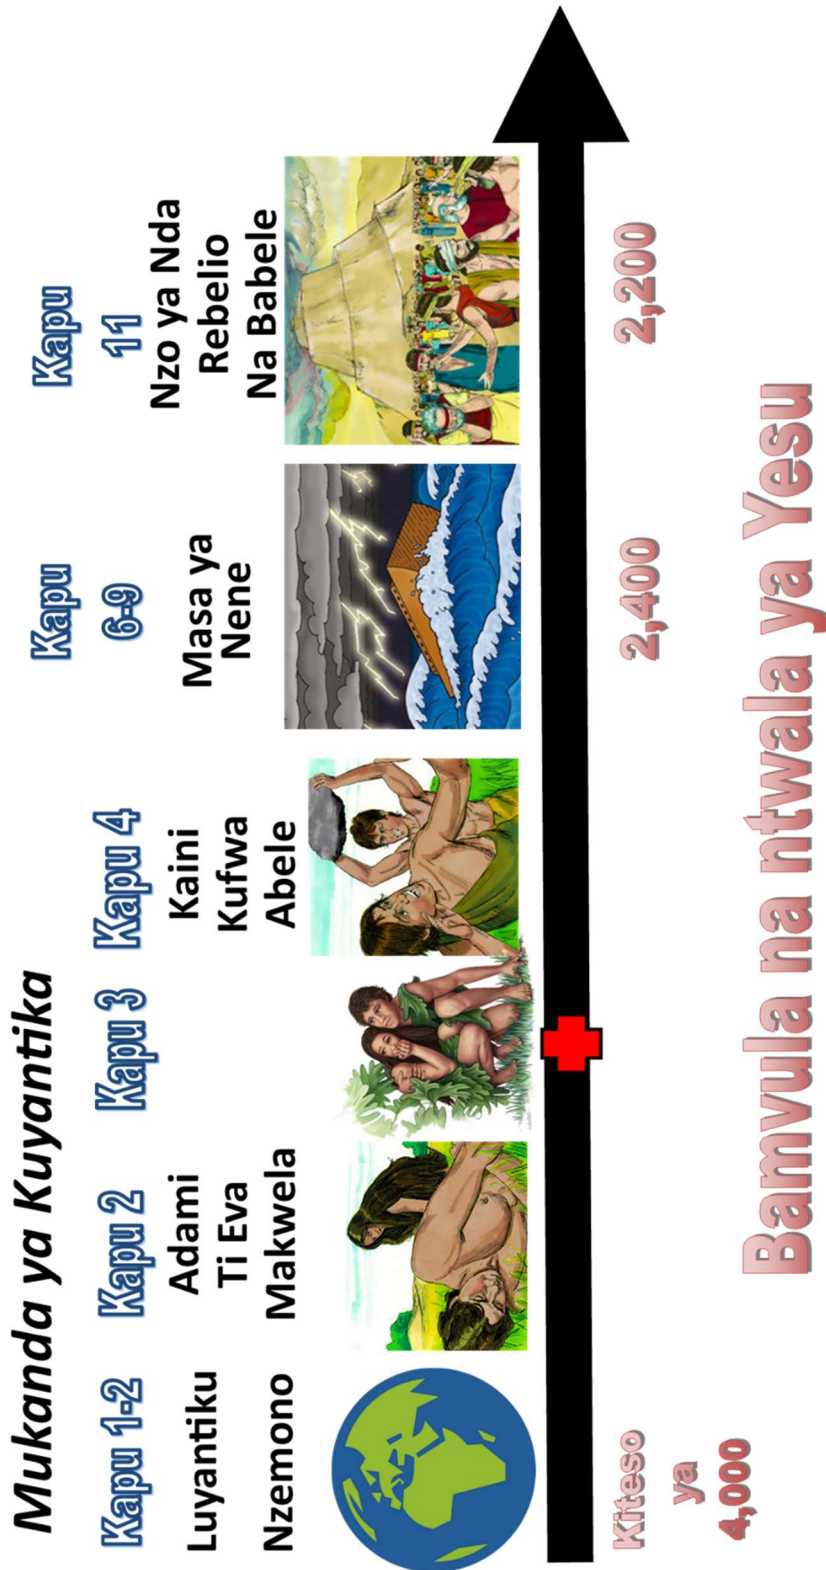 Mukanda ya Kuyantika
Kapu 1-2
Luyantiku
Nzemono
Kapu 2
Adami
Ti Eva
Makwela
Kapu 3
Kapu 4
Kaini
Kufwa
Abele
Kapu
6-9
Masa ya
Nene
Kapu
11
Nzo ya Nda
Rebelio
Na Babele
Kiteso
ya
4,000
2,400
2,200
Bamvula na ntwala ya Yesu